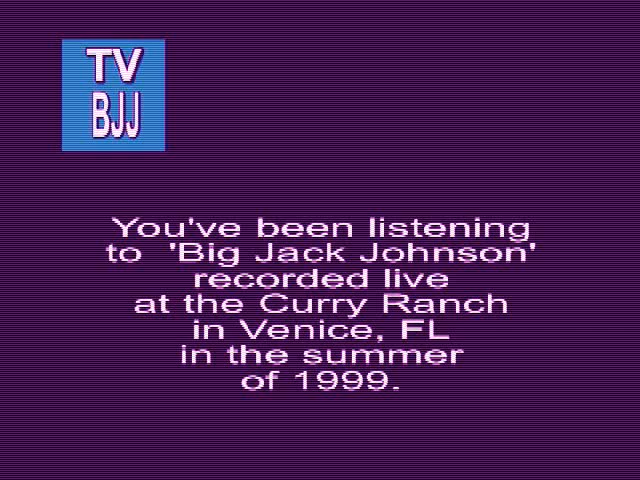 TV
BJJ
You've been listening
to 'Big Jack Johnson'
recorded live
at the Curry Ranch
in Venice, FL
in the summer
of 1999.